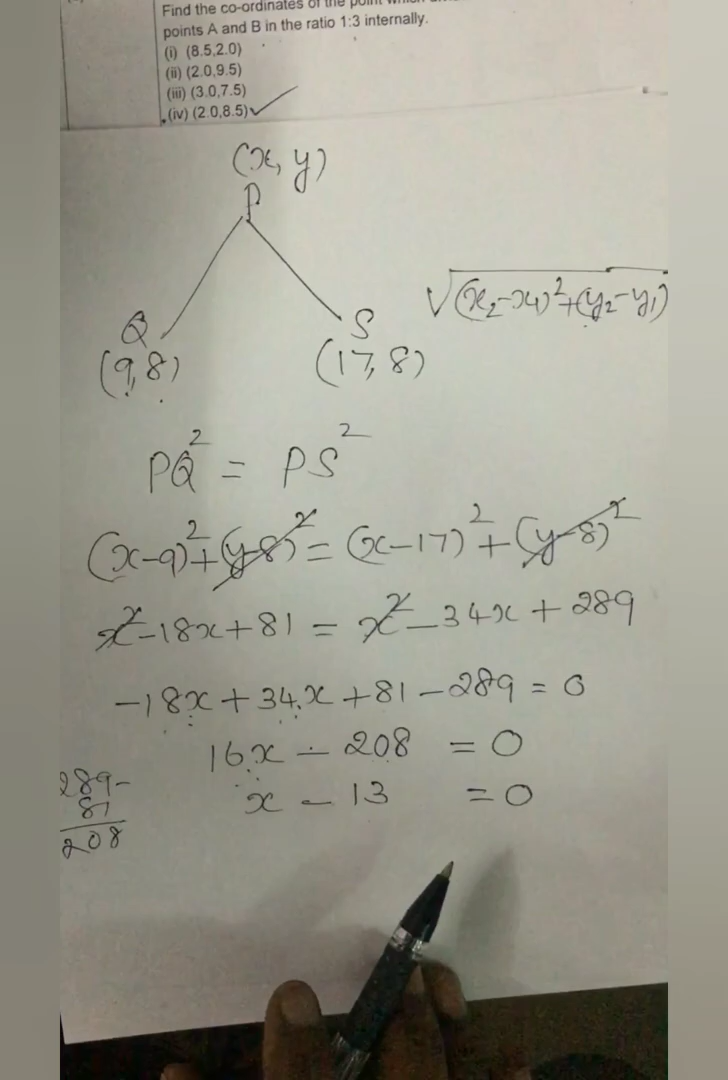 Find the co-ordinates of the point which
points A and B in the ratio 1:3 internally.
(i) (8.5,2.0)
(ii) (2.0,9.5)
(iii) (3.0,7.5)
(iv) (2.0,8.5)✓
(x, y)
P
Q
S
(9,8)
(17, 8)
√(x₂-x₁)²+(y₂-y₁)
PQ² = PS²
(x-9)²+(y-8)² = (x-17)²+(y-8)²
x²-18x+81 = x²-34x+289
-18x+34x+81-289=0
16x-208 =0
x-13 =0
289-
81
208